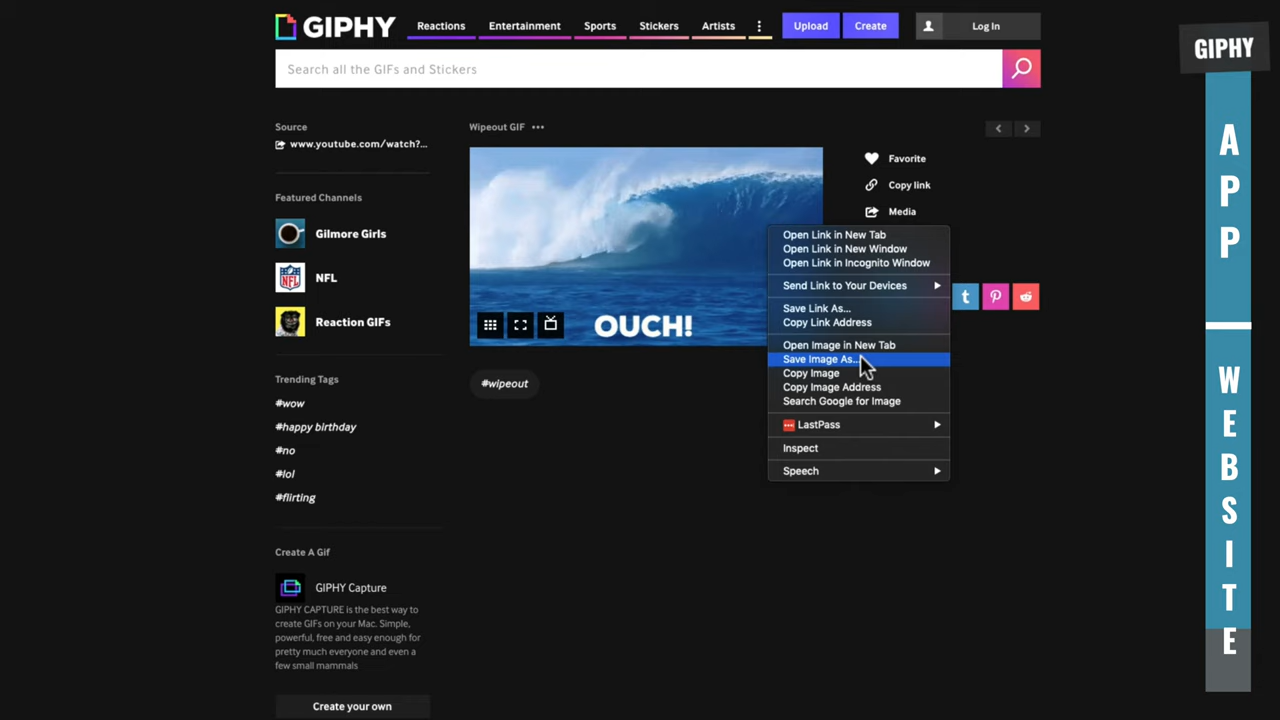 GIPHY
Reactions
Entertainment
Sports
Stickers
Artists
Upload
Create
Log In
Search all the GIFs and Stickers
Source
www.youtube.com/watch?...
Featured Channels
Gilmore Girls
NFL
Reaction GIFs
Trending Tags
#wow
#happy birthday
#no
#lol
#flirting
Create A Gif
GIPHY Capture
GIPHY CAPTURE is the best way to
create GIFs on your Mac. Simple,
powerful, free and easy enough for
pretty much everyone and even a
few small mammals
Create your own
Wipeout GIF
OUCH!
#wipeout
Favorite
Copy link
Media
Open Link in New Tab
Open Link in New Window
Open Link in Incognito Window
Send Link to Your Devices
Save Link As...
Copy Link Address
Open Image in New Tab
Save Image As...
Copy Image
Copy Image Address
Search Google for Image
LastPass
Inspect
Speech
GIPHY
APP
WEBSITE